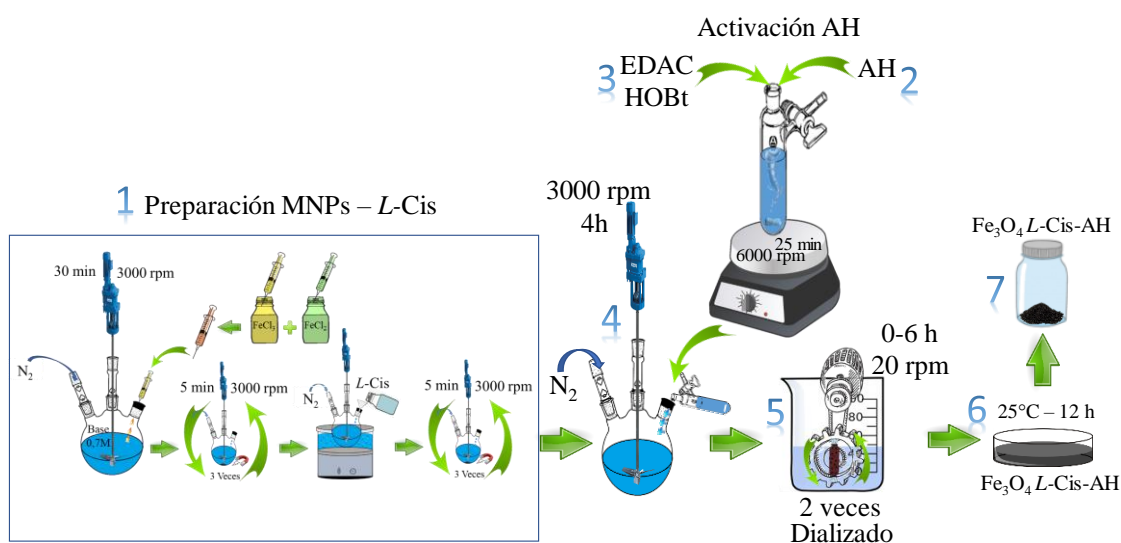 Activación AH
3 EDAC
HOBt
AH 2
1 Preparación MNPs – L-Cis
30 min 3000 rpm
FeCl3 + FeCl2
N2
Base
0,7M
5 min 3000 rpm
3 Veces
L-Cis
N2
5 min 3000 rpm
3 Veces
3000 rpm
4h
25 min
6000 rpm
4
N2
0-6 h
20 rpm
5
2 veces
Dializado
6
25°C – 12 h
Fe3O4 L-Cis-AH
Fe3O4 L-Cis-AH
7